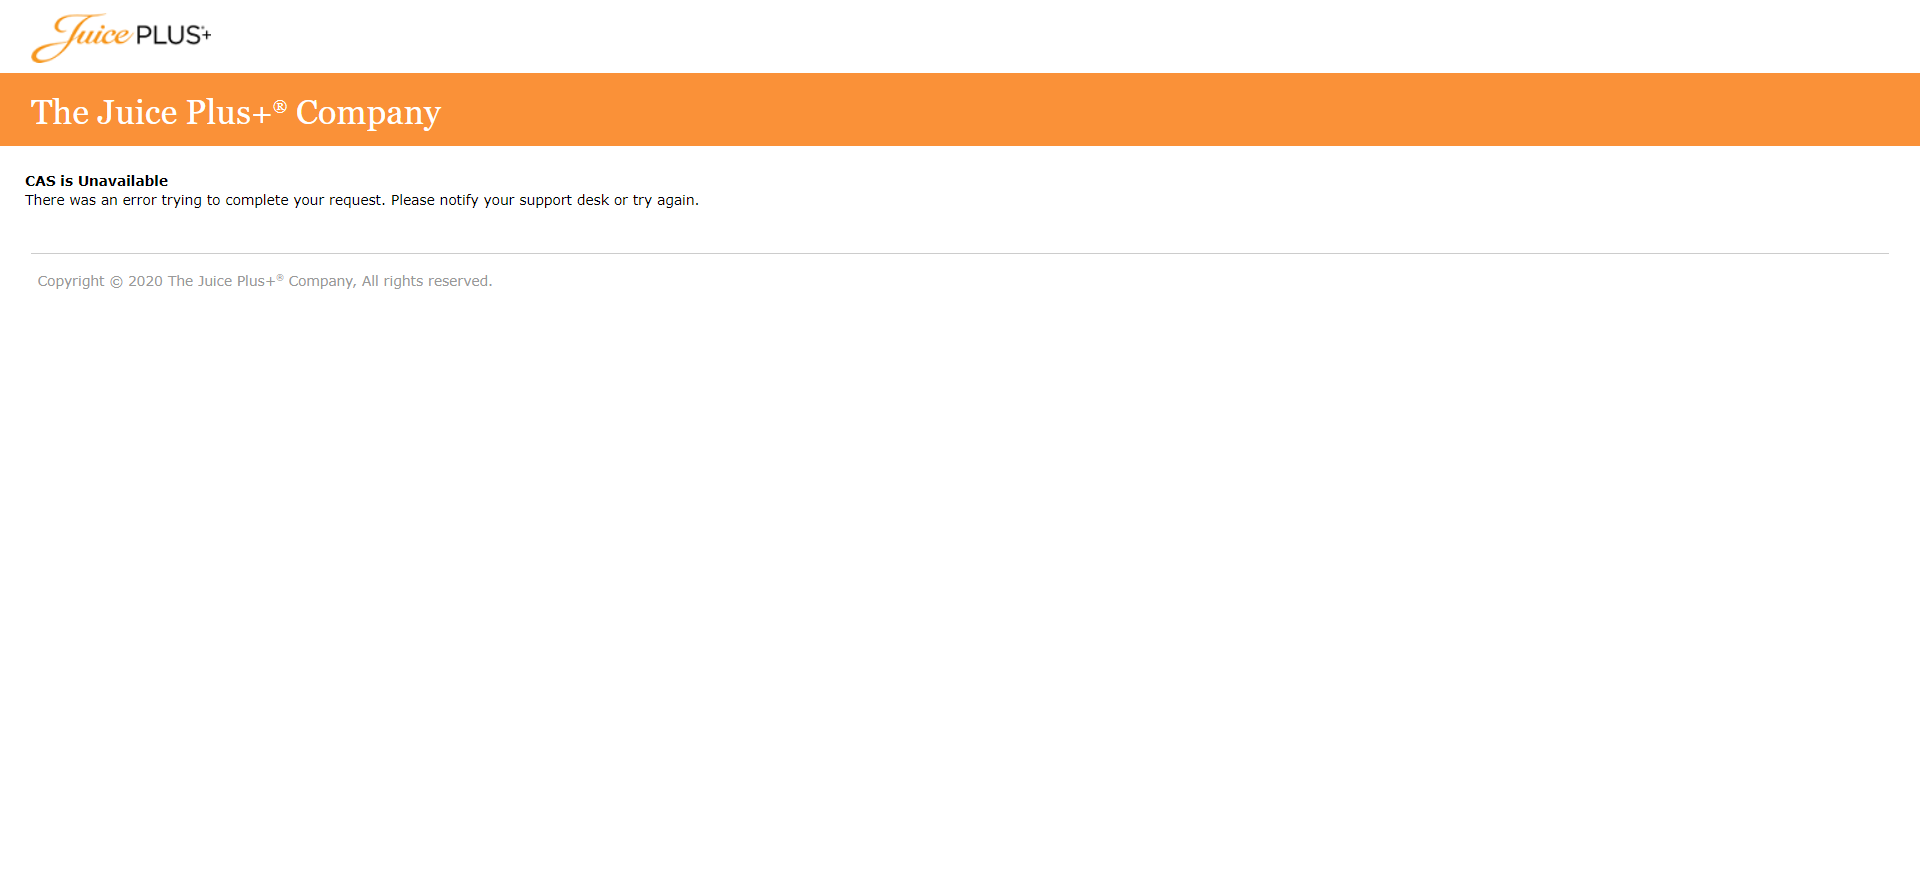 Juice PLUS+
The Juice Plus+® Company
CAS is Unavailable
There was an error trying to complete your request. Please notify your support desk or try again.
Copyright © 2020 The Juice Plus+® Company, All rights reserved.